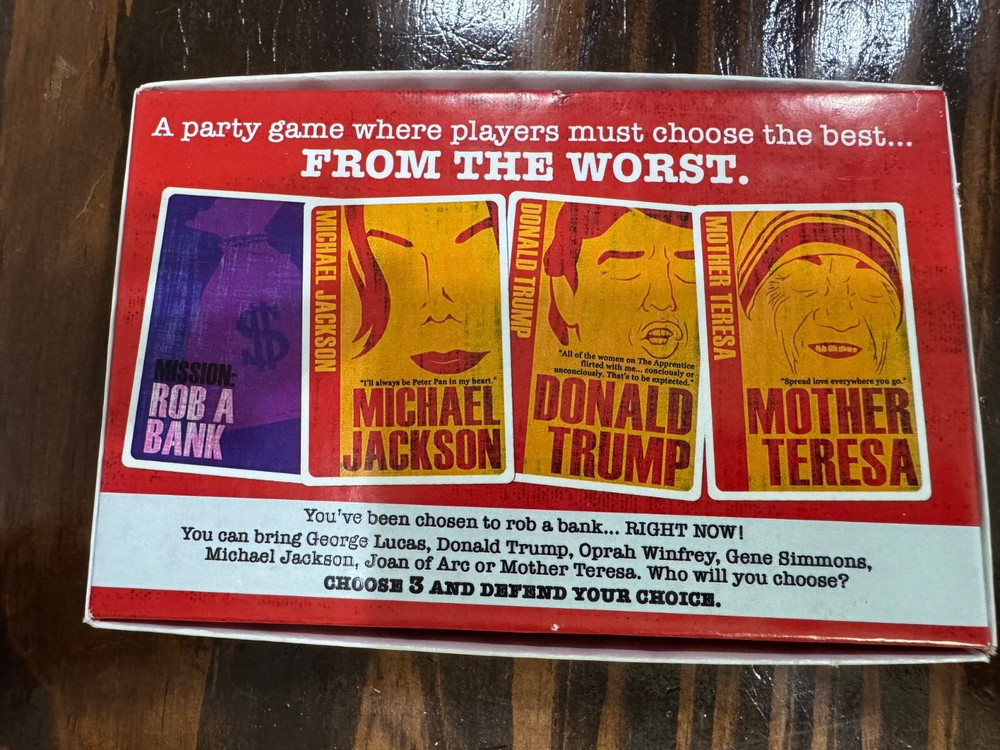 A party game where players must choose the best...
FROM THE WORST.
MISSION:
ROB A
BANK
$
MICHAEL JACKSON
"I'll always be Peter Pan in my heart."
MICHAEL
JACKSON
DONALD TRUMP
"All of the women on The Apprentice
flirted with me... conciously or
unconciously. That's to be exptected."
DONALD
TRUMP
MOTHER TERESA
"Spread love everywhere you go."
MOTHER
TERESA
You've been chosen to rob a bank... RIGHT NOW!
You can bring George Lucas, Donald Trump, Oprah Winfrey, Gene Simmons,
Michael Jackson, Joan of Arc or Mother Teresa. Who will you choose?
CHOOSE 3 AND DEFEND YOUR CHOICE.